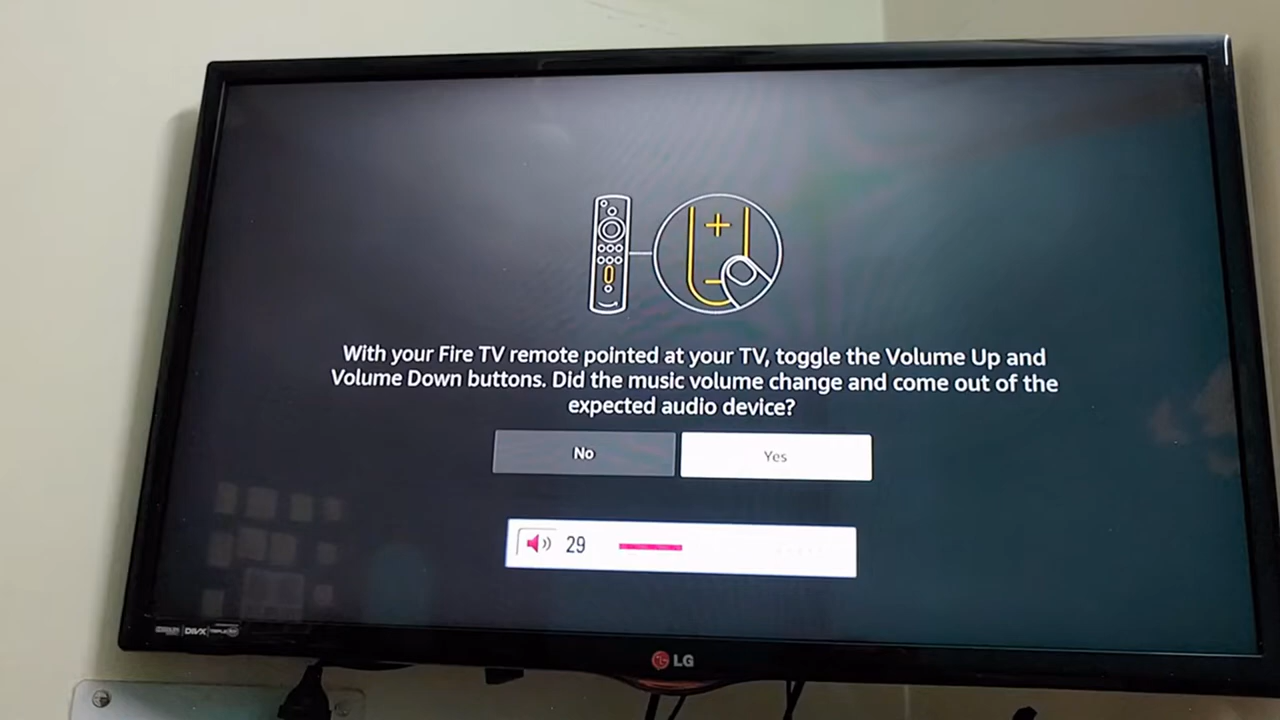 With your Fire TV remote pointed at your TV, toggle the Volume Up and
Volume Down buttons. Did the music volume change and come out of the
expected audio device?
No
Yes
29
DIVX
LG